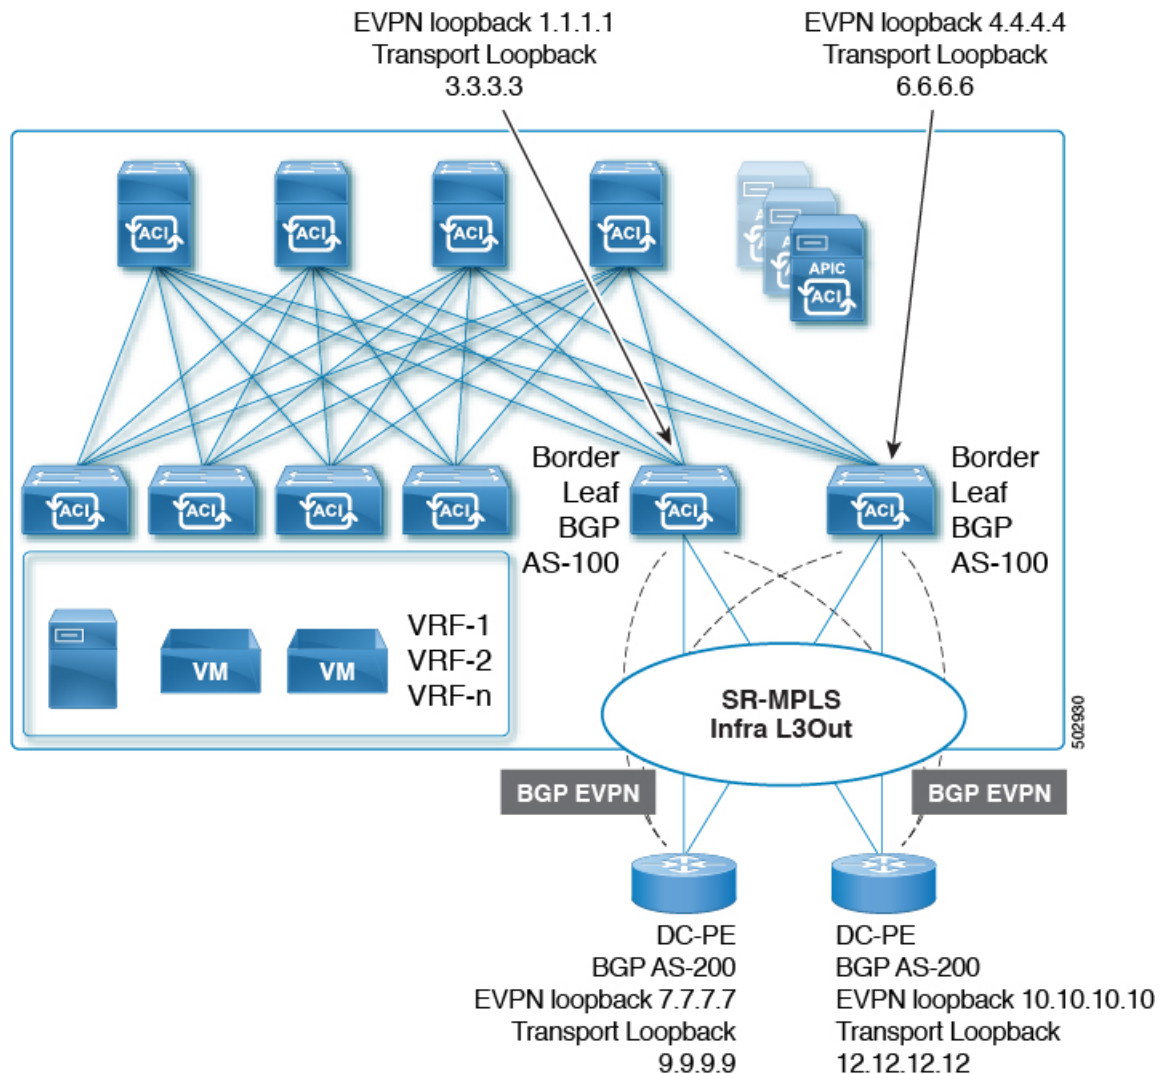 EVPN loopback 1.1.1.1
Transport Loopback
3.3.3.3
EVPN loopback 4.4.4.4
Transport Loopback
6.6.6.6
ACI
ACI
ACI
ACI
A
A
APIC
ACI
ACI
ACI
ACI
ACI
Border
Leaf
BGP
AS-100
ACI
ACI
Border
Leaf
BGP
AS-100
VM
VM
VRF-1
VRF-2
VRF-n
SR-MPLS
Infra L3Out
502930
BGP EVPN
BGP EVPN
DC-PE
BGP AS-200
EVPN loopback 7.7.7.7
Transport Loopback
9.9.9.9
DC-PE
BGP AS-200
EVPN loopback 10.10.10.10
Transport Loopback
12.12.12.12